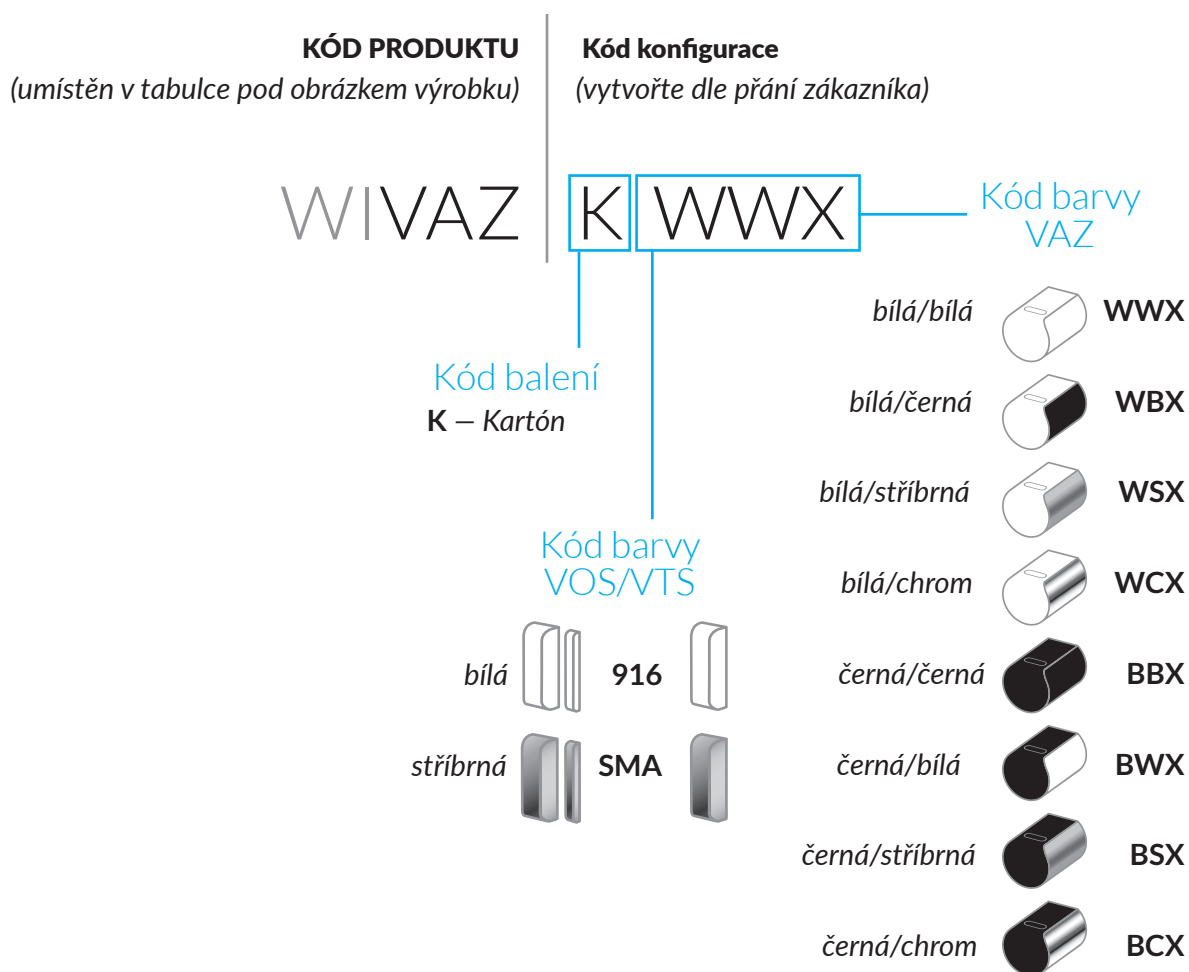 KÓD PRODUKTU
(umístěn v tabulce pod obrázkem výrobku)
Kód konfigurace
(vytvořte dle přání zákazníka)
WIVAZ K WWX
Kód barvy
VAZ
bílá/bílá WWX
bílá/černá WBX
bílá/stříbrná WSX
bílá/chrom WCX
černá/černá BBX
černá/bílá BWX
černá/stříbrná BSX
černá/chrom BCX
Kód balení
K – Kartón
Kód barvy
VOS/VTS
bílá 916
stříbrná SMA